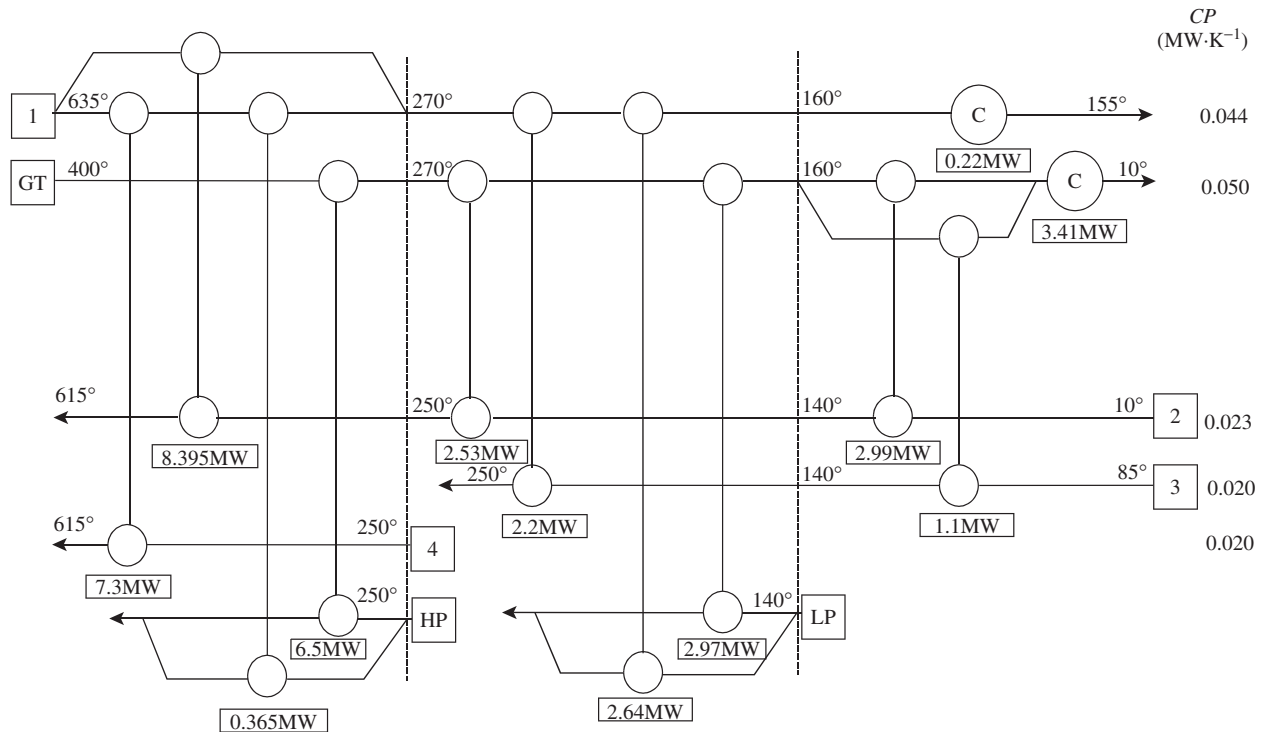 CP
(MW·K⁻¹)
1 635° 270° 160° C 155° 0.044
0.22MW
GT 400° 270° 160° C 10° 0.050
3.41MW
615° 250° 140° 10° 2 0.023
8.395MW 2.53MW 2.99MW
250° 140° 85° 3 0.020
2.2MW 1.1MW
615° 250° 4 0.020
7.3MW
250° HP 140° LP
6.5MW 2.97MW
0.365MW 2.64MW